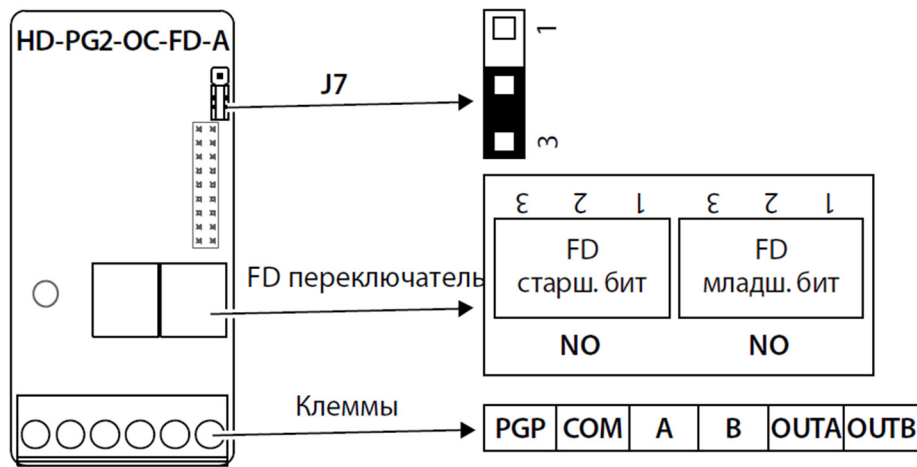 HD-PG2-OC-FD-A
J7
1
3
3 2 1 3 2 1
FD FD
старш. бит младш. бит
NO NO
FD переключатель
Клеммы
PGP COM A B OUTA OUTB